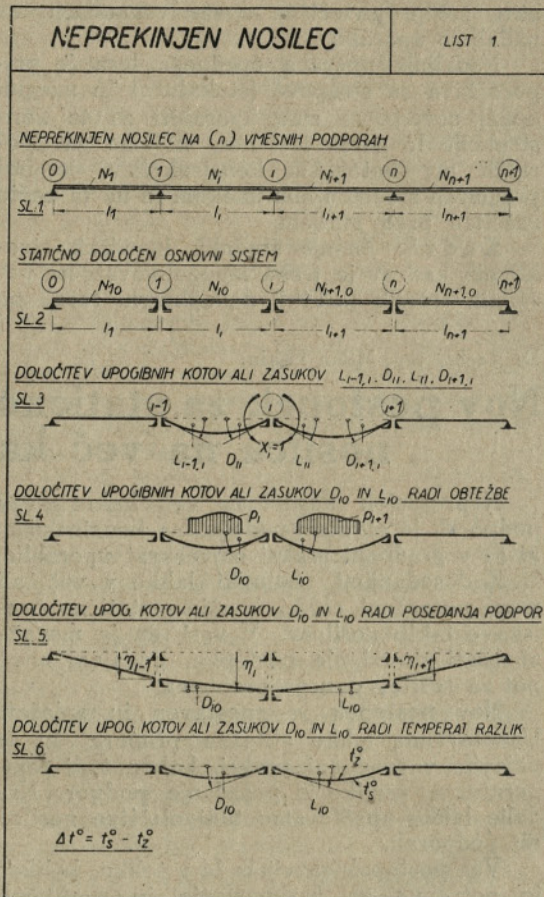 NEPREKINJEN NOSILEC
LIST 1
NEPREKINJEN NOSILEC NA (n) VMESNIH PODPORAH
0 N₁ 1 Nᵢ i Nᵢ₊₁ n Nₙ₊₁ n+1
SL.1.
l₁ lᵢ lᵢ₊₁ lₙ₊₁
STATIČNO DOLOČEN OSNOVNI SISTEM
0 N₁₀ 1 Nᵢ₀ i Nᵢ₊₁,₀ n Nₙ₊₁,₀ n+1
SL.2
l₁ lᵢ lᵢ₊₁ lₙ₊₁
DOLOČITEV UPOGIBNIH KOTOV ALI ZASUKOV Lᵢ₋₁,ᵢ. Dᵢᵢ. Lᵢᵢ. Dᵢ₊₁,ᵢ
SL.3
i-1 i i+1
Lᵢ₋₁,ᵢ Dᵢᵢ Xᵢ=1 Lᵢᵢ Dᵢ₊₁,ᵢ
DOLOČITEV UPOGIBNIH KOTOV ALI ZASUKOV Dᵢ₀ IN Lᵢ₀ RADI OBTEŽBE
SL.4
pᵢ pᵢ₊₁
Dᵢ₀ Lᵢ₀
DOLOČITEV UPOG. KOTOV ALI ZASUKOV Dᵢ₀ IN Lᵢ₀ RADI POSEDANJA PODPOR
SL.5.
ηᵢ₋₁ ηᵢ ηᵢ₊₁
Dᵢ₀ Lᵢ₀
DOLOČITEV UPOG. KOTOV ALI ZASUKOV Dᵢ₀ IN Lᵢ₀ RADI TEMPERAT RAZLIK
SL.6.
t°z
Dᵢ₀ Lᵢ₀ t°s
Δt° = t°s - t°z